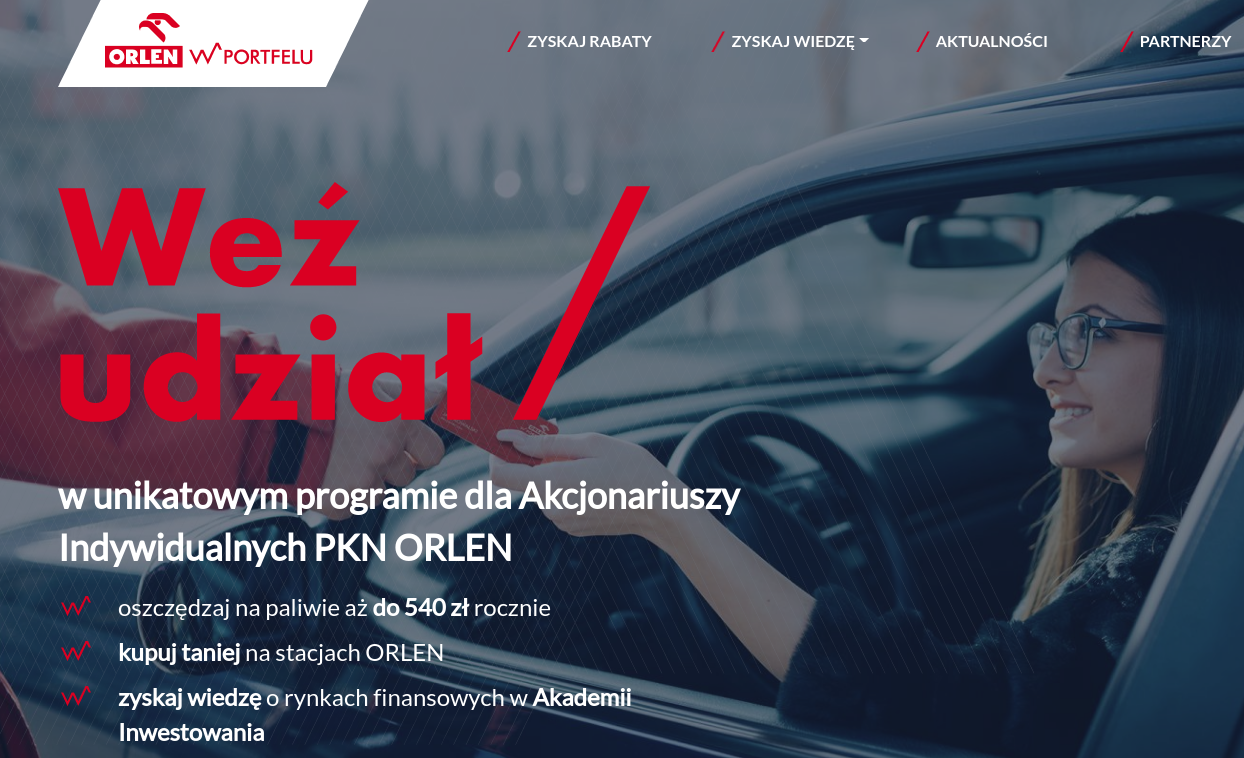 ORLEN W PORTFELU
ZYSKAJ RABATY
ZYSKAJ WIEDZĘ
AKTUALNOŚCI
PARTNERZY
Weź
udział /
w unikatowym programie dla Akcjonariuszy
Indywidualnych PKN ORLEN
oszczędzaj na paliwie aż do 540 zł rocznie
kupuj taniej na stacjach ORLEN
zyskaj wiedzę o rynkach finansowych w Akademii
Inwestowania